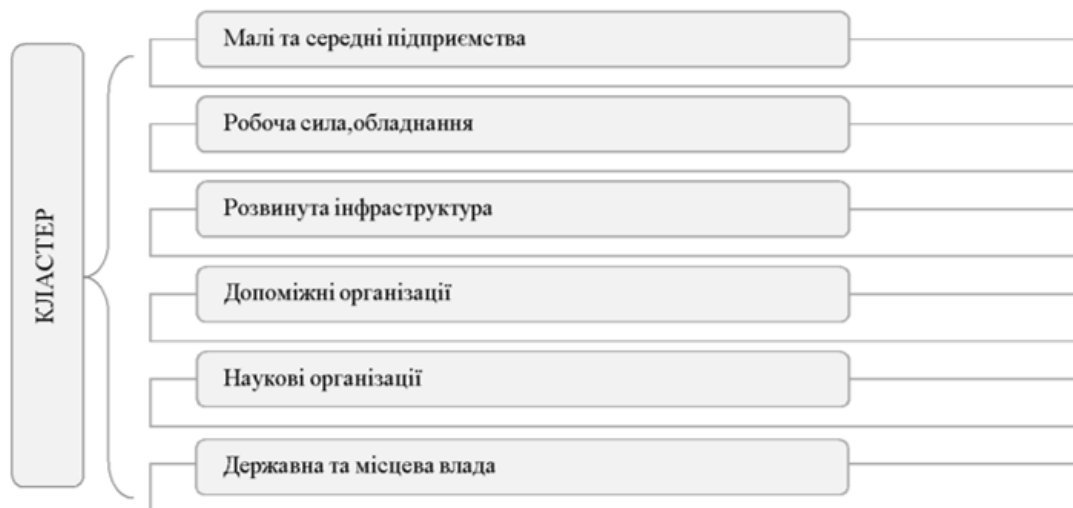 КЛАСТЕР
Малі та середні підприємства
Робоча сила,обладнання
Розвинута інфраструктура
Допоміжні організації
Наукові організації
Державна та місцева влада